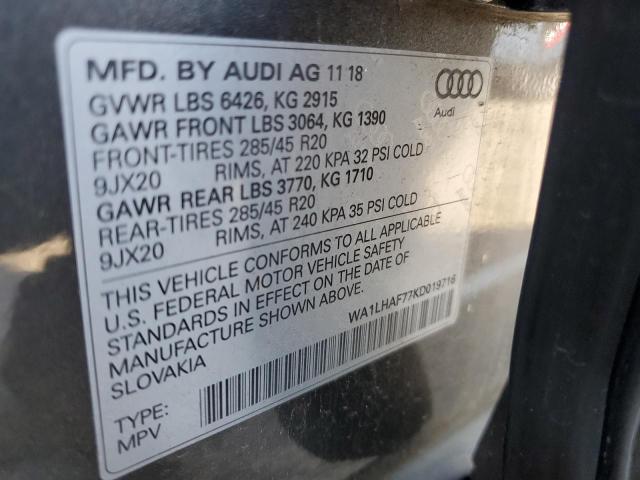 MFD. BY AUDI AG 11 18
GVWR LBS 6426, KG 2915
GAWR FRONT LBS 3064, KG 1390
FRONT-TIRES 285/45 R20
9JX20 RIMS, AT 220 KPA 32 PSI COLD
GAWR REAR LBS 3770, KG 1710
REAR-TIRES 285/45 R20
9JX20 RIMS, AT 240 KPA 35 PSI COLD
Audi
THIS VEHICLE CONFORMS TO ALL APPLICABLE
U.S. FEDERAL MOTOR VEHICLE SAFETY
STANDARDS IN EFFECT ON THE DATE OF
MANUFACTURE SHOWN ABOVE.
SLOVAKIA
WA1LHAF77KD019716
TYPE:
MPV